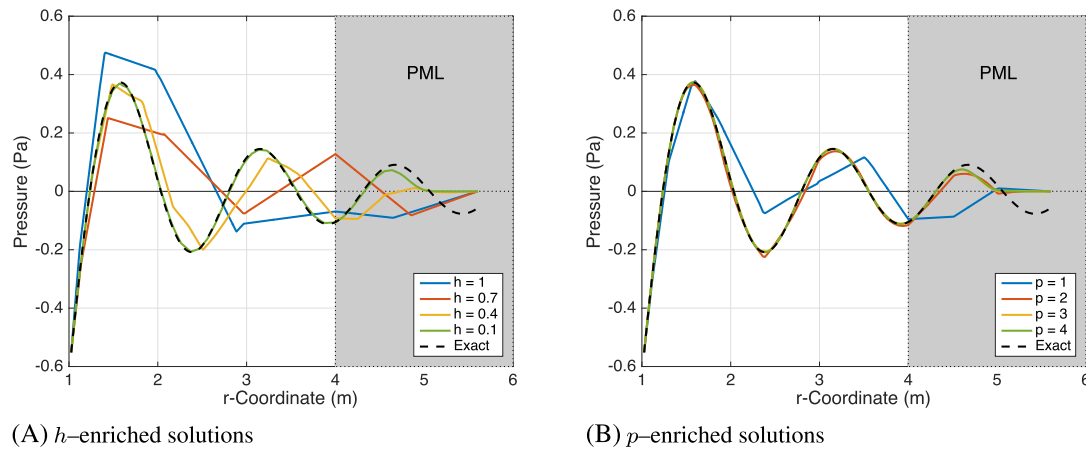 0.6
0.4
0.2
0
-0.2
-0.4
-0.6
Pressure (Pa)
PML
h = 1
h = 0.7
h = 0.4
h = 0.1
Exact
1 2 3 4 5 6
r-Coordinate (m)
(A) h–enriched solutions
0.6
0.4
0.2
0
-0.2
-0.4
-0.6
Pressure (Pa)
PML
p = 1
p = 2
p = 3
p = 4
Exact
1 2 3 4 5 6
r-Coordinate (m)
(B) p–enriched solutions